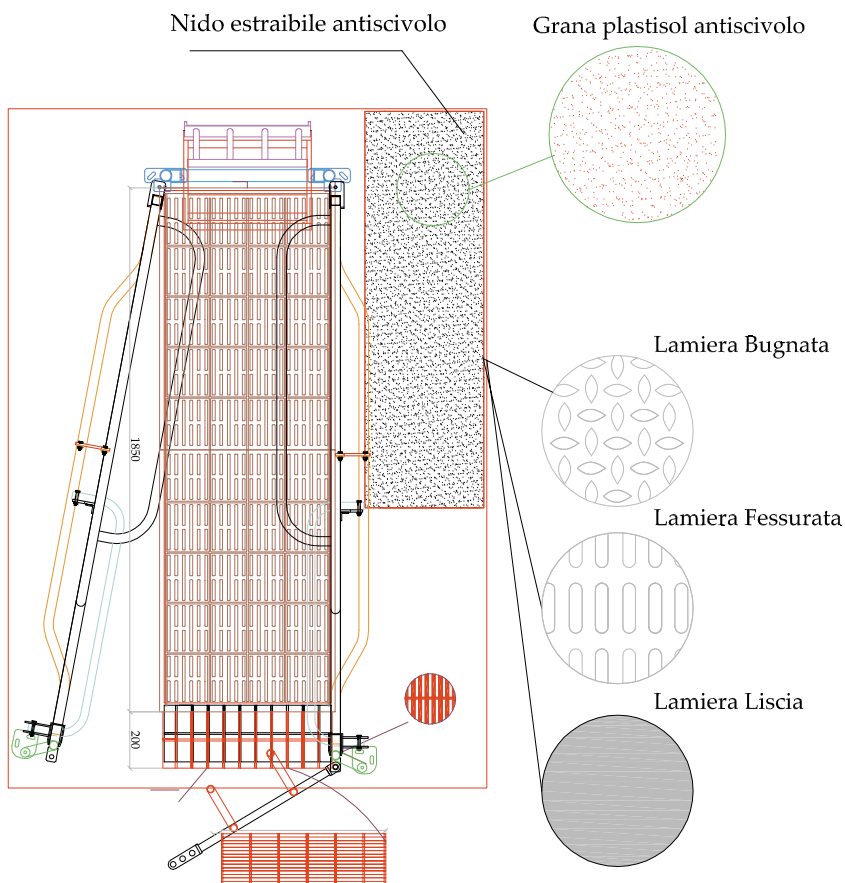 Nido estraibile antiscivolo
Grana plastisol antiscivolo
Lamiera Bugnata
1850
Lamiera Fessurata
Lamiera Liscia
200